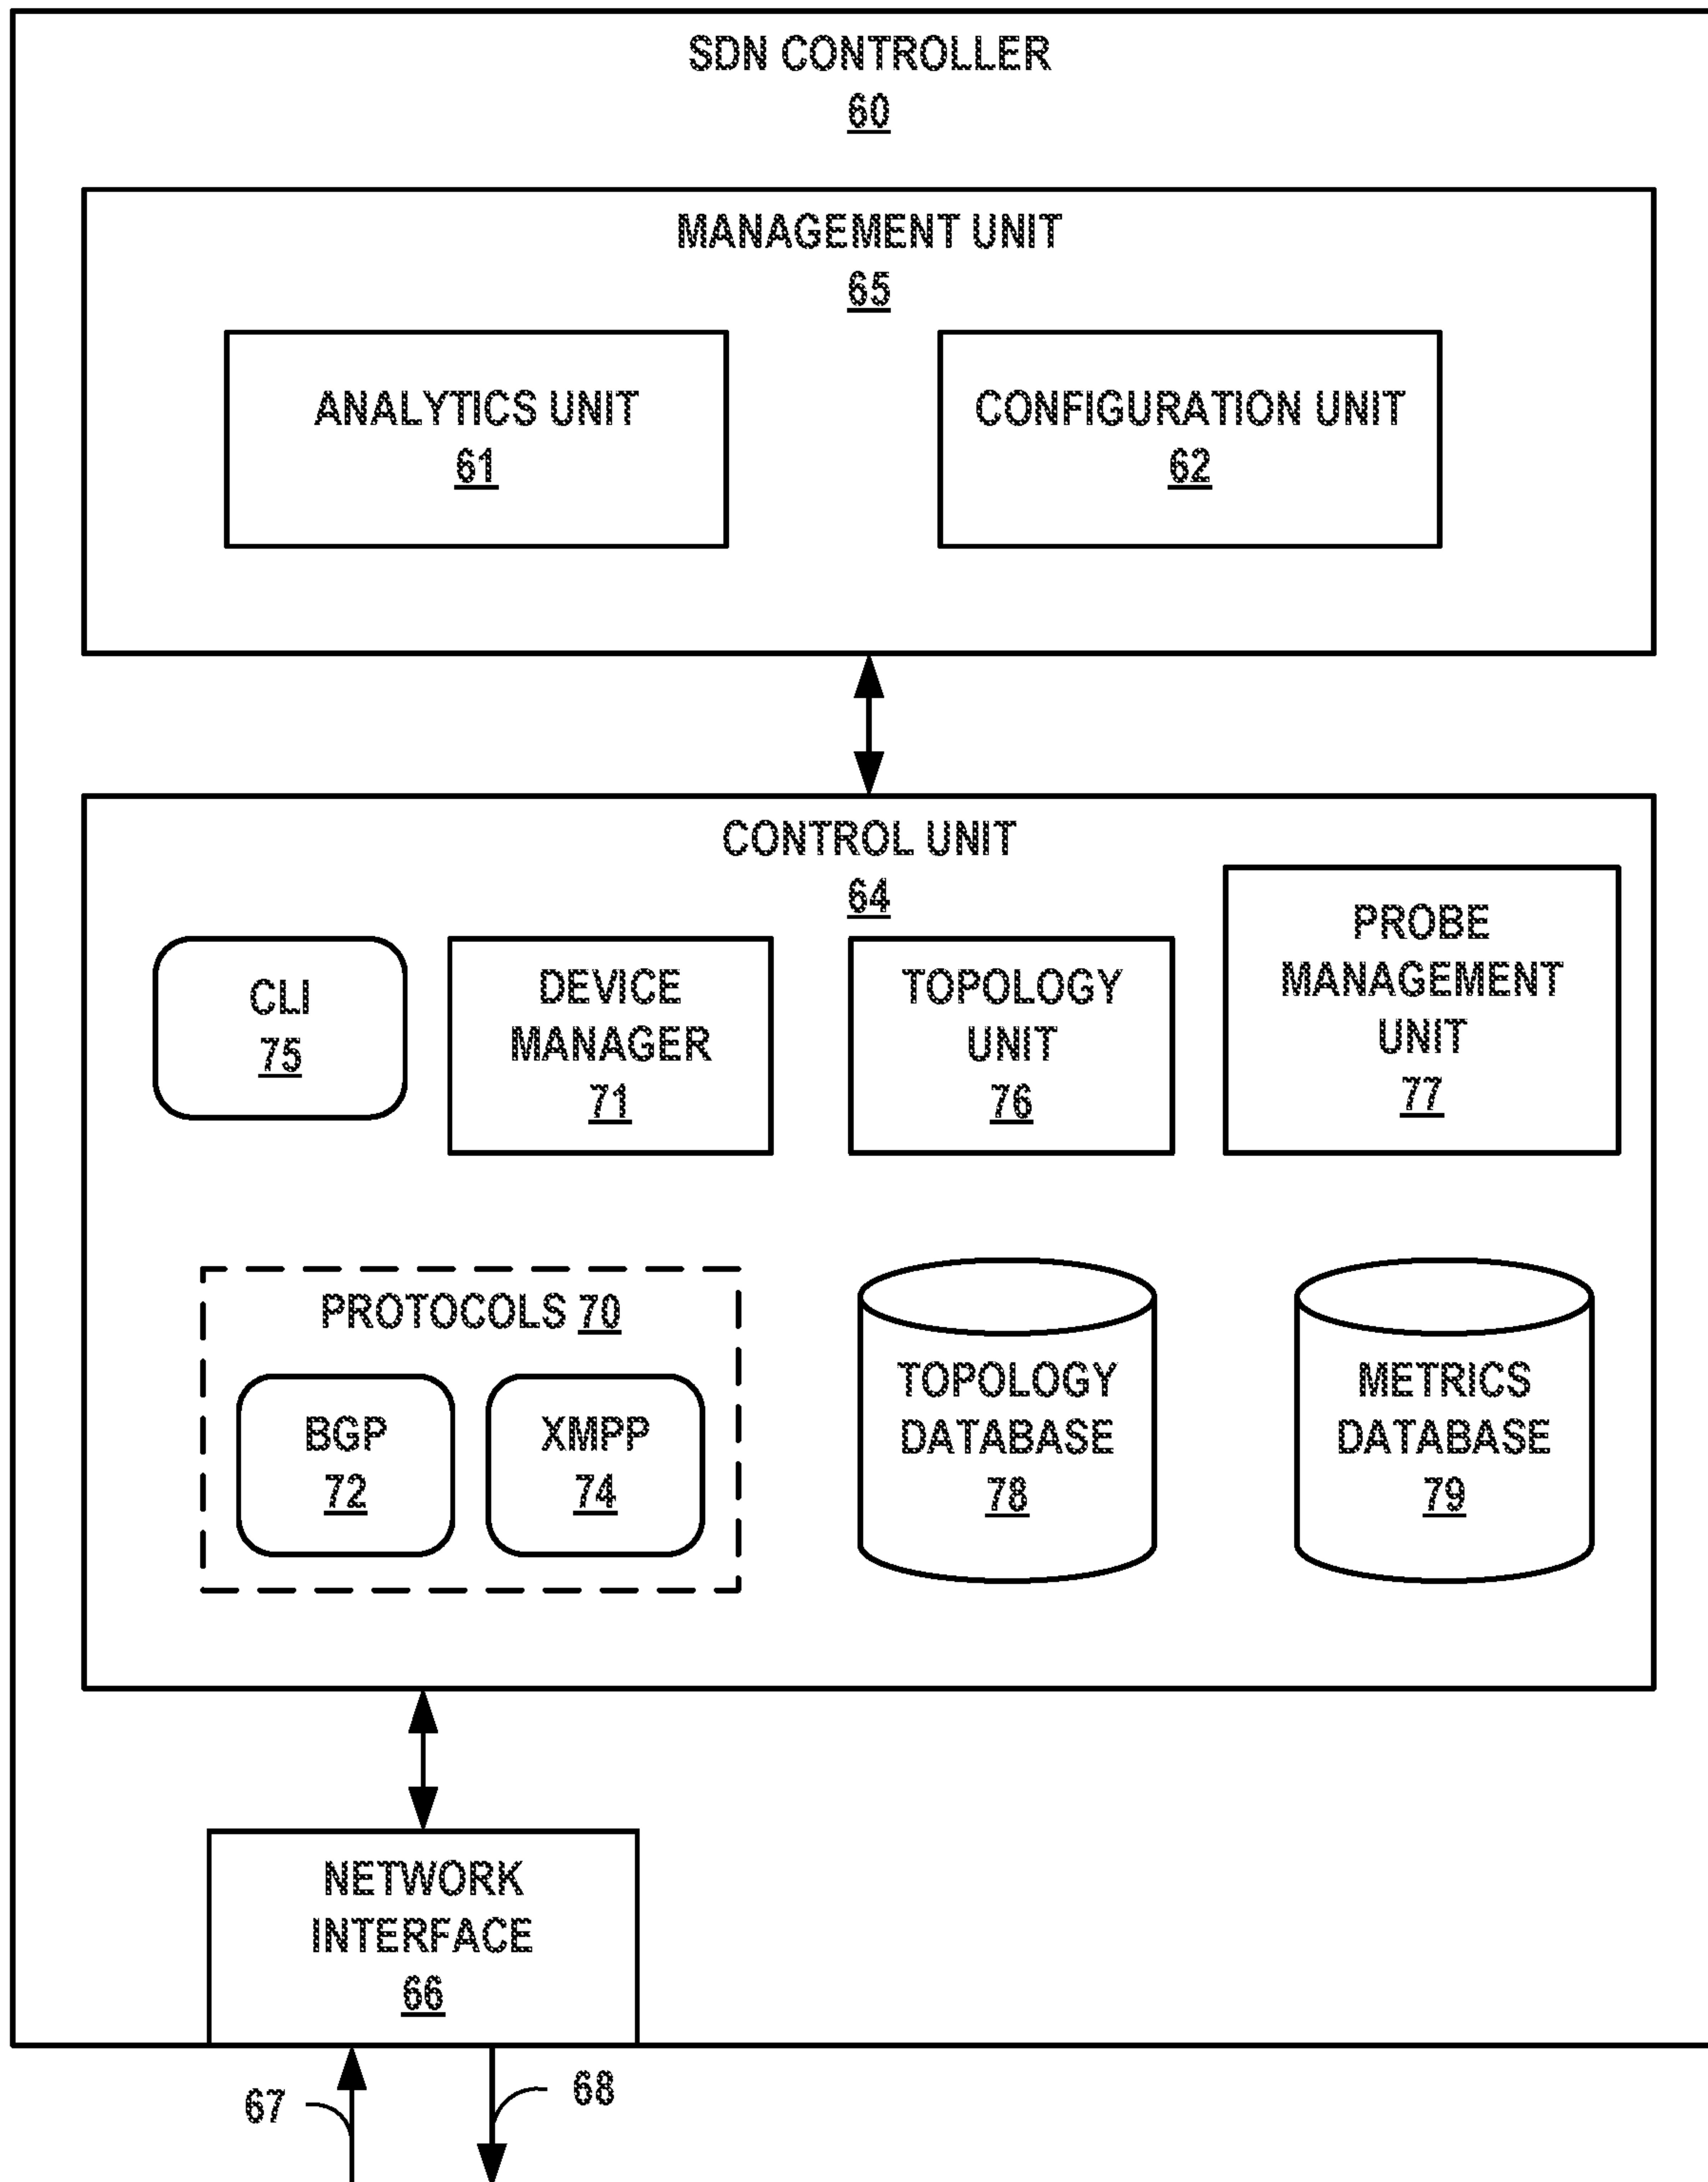 SDN CONTROLLER
60
MANAGEMENT UNIT
65
ANALYTICS UNIT
61
CONFIGURATION UNIT
62
CONTROL UNIT
64
CLI
75
DEVICE
MANAGER
71
TOPOLOGY
UNIT
76
PROBE
MANAGEMENT
UNIT
77
PROTOCOLS 70
BGP
72
XMPP
74
TOPOLOGY
DATABASE
78
METRICS
DATABASE
79
NETWORK
INTERFACE
66
67
68